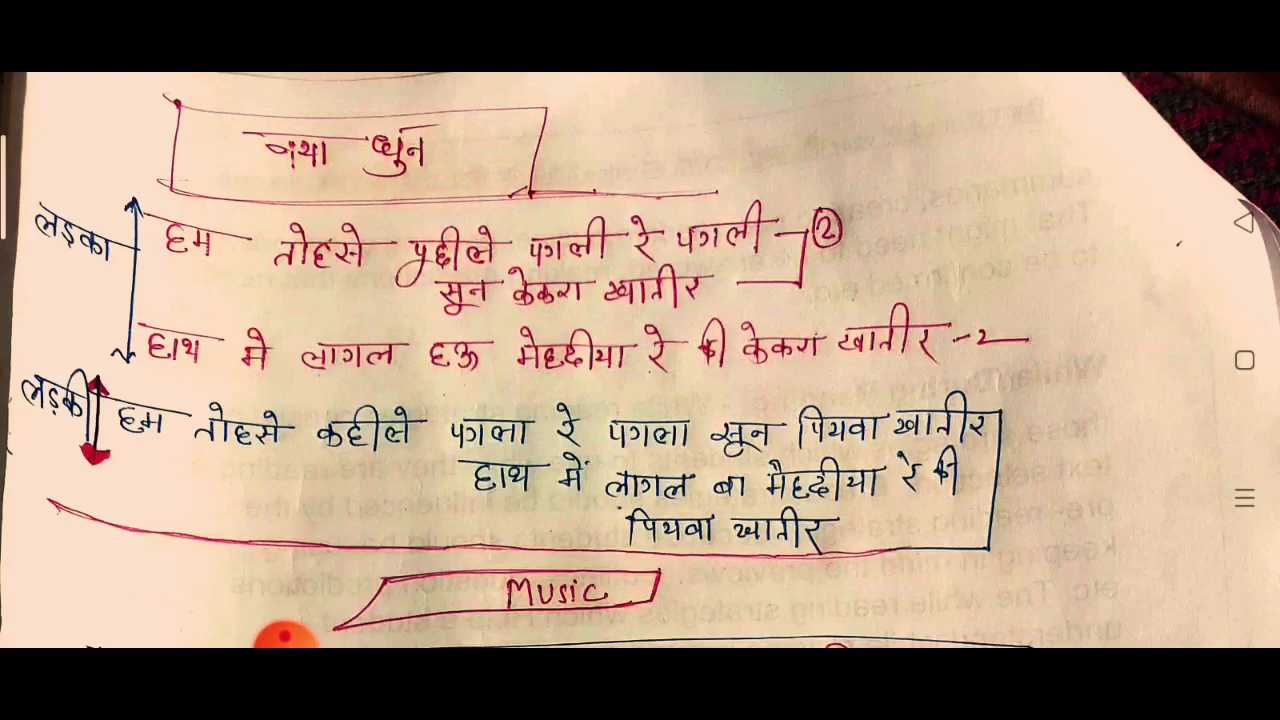 नया धुन
लड़का
हम तोहसे पुछीले पगली रे पगली
सून केकरा खातीर
2
हाथ मे लागल हऊ मेहदीया रे की केकरा खातीर -2
लड़की
हम तोहसे कहीले पगला रे पगला सून पियवा खातीर
हाथ में लागल बा मेहदीया रे की
पियवा खातीर
Music